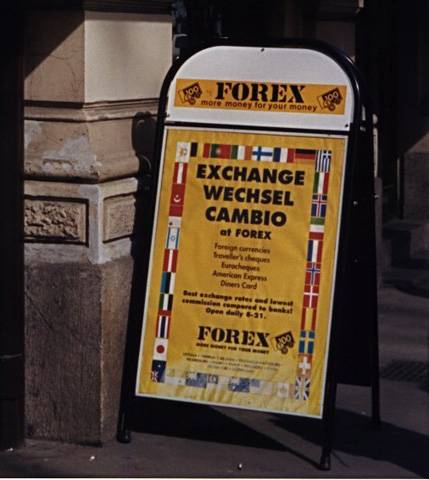 FOREX
more money for your money
EXCHANGE
WECHSEL
CAMBIO
at FOREX
Foreign currencies
Traveller's cheques
Eurocheques
American Express
Diners Card
Best exchange rates and lowest
commission compared to banks!
Open daily 8-21.
FOREX
MORE MONEY FOR YOUR MONEY